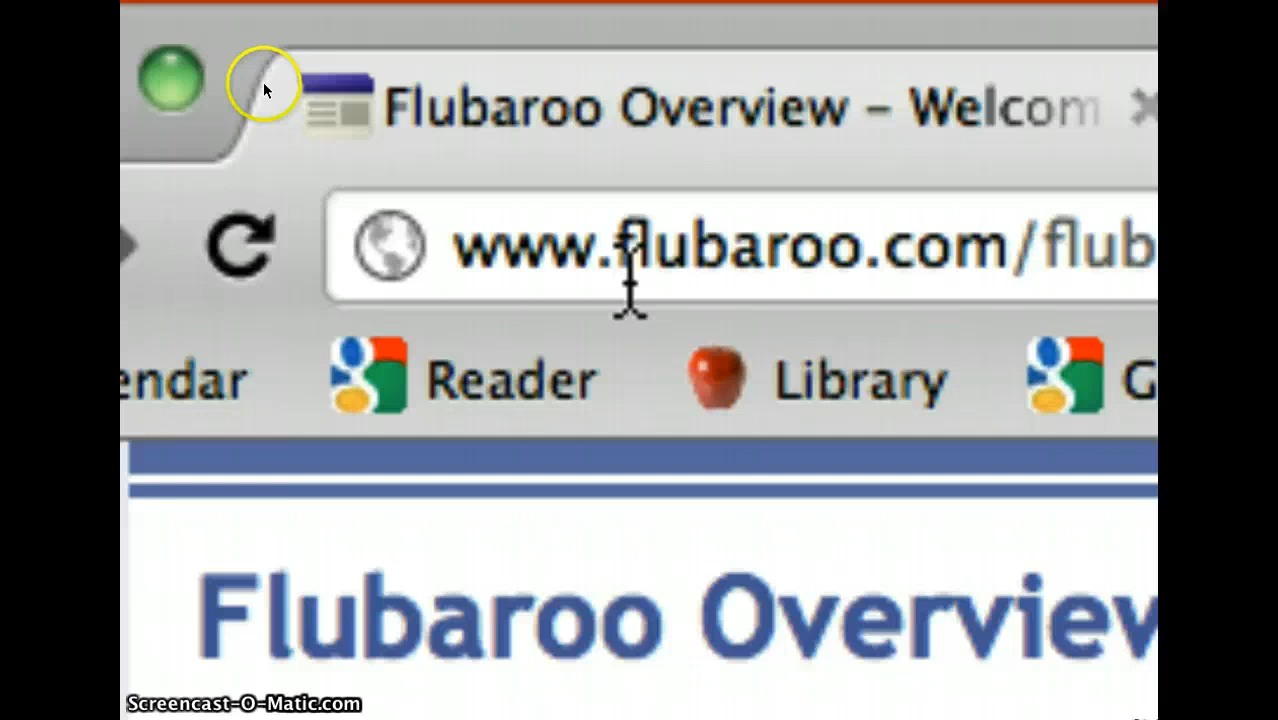 Flubaroo Overview – Welcom
www.flubaroo.com/flub
endar Reader Library G
Flubaroo Overview
Screencast-O-Matic.com